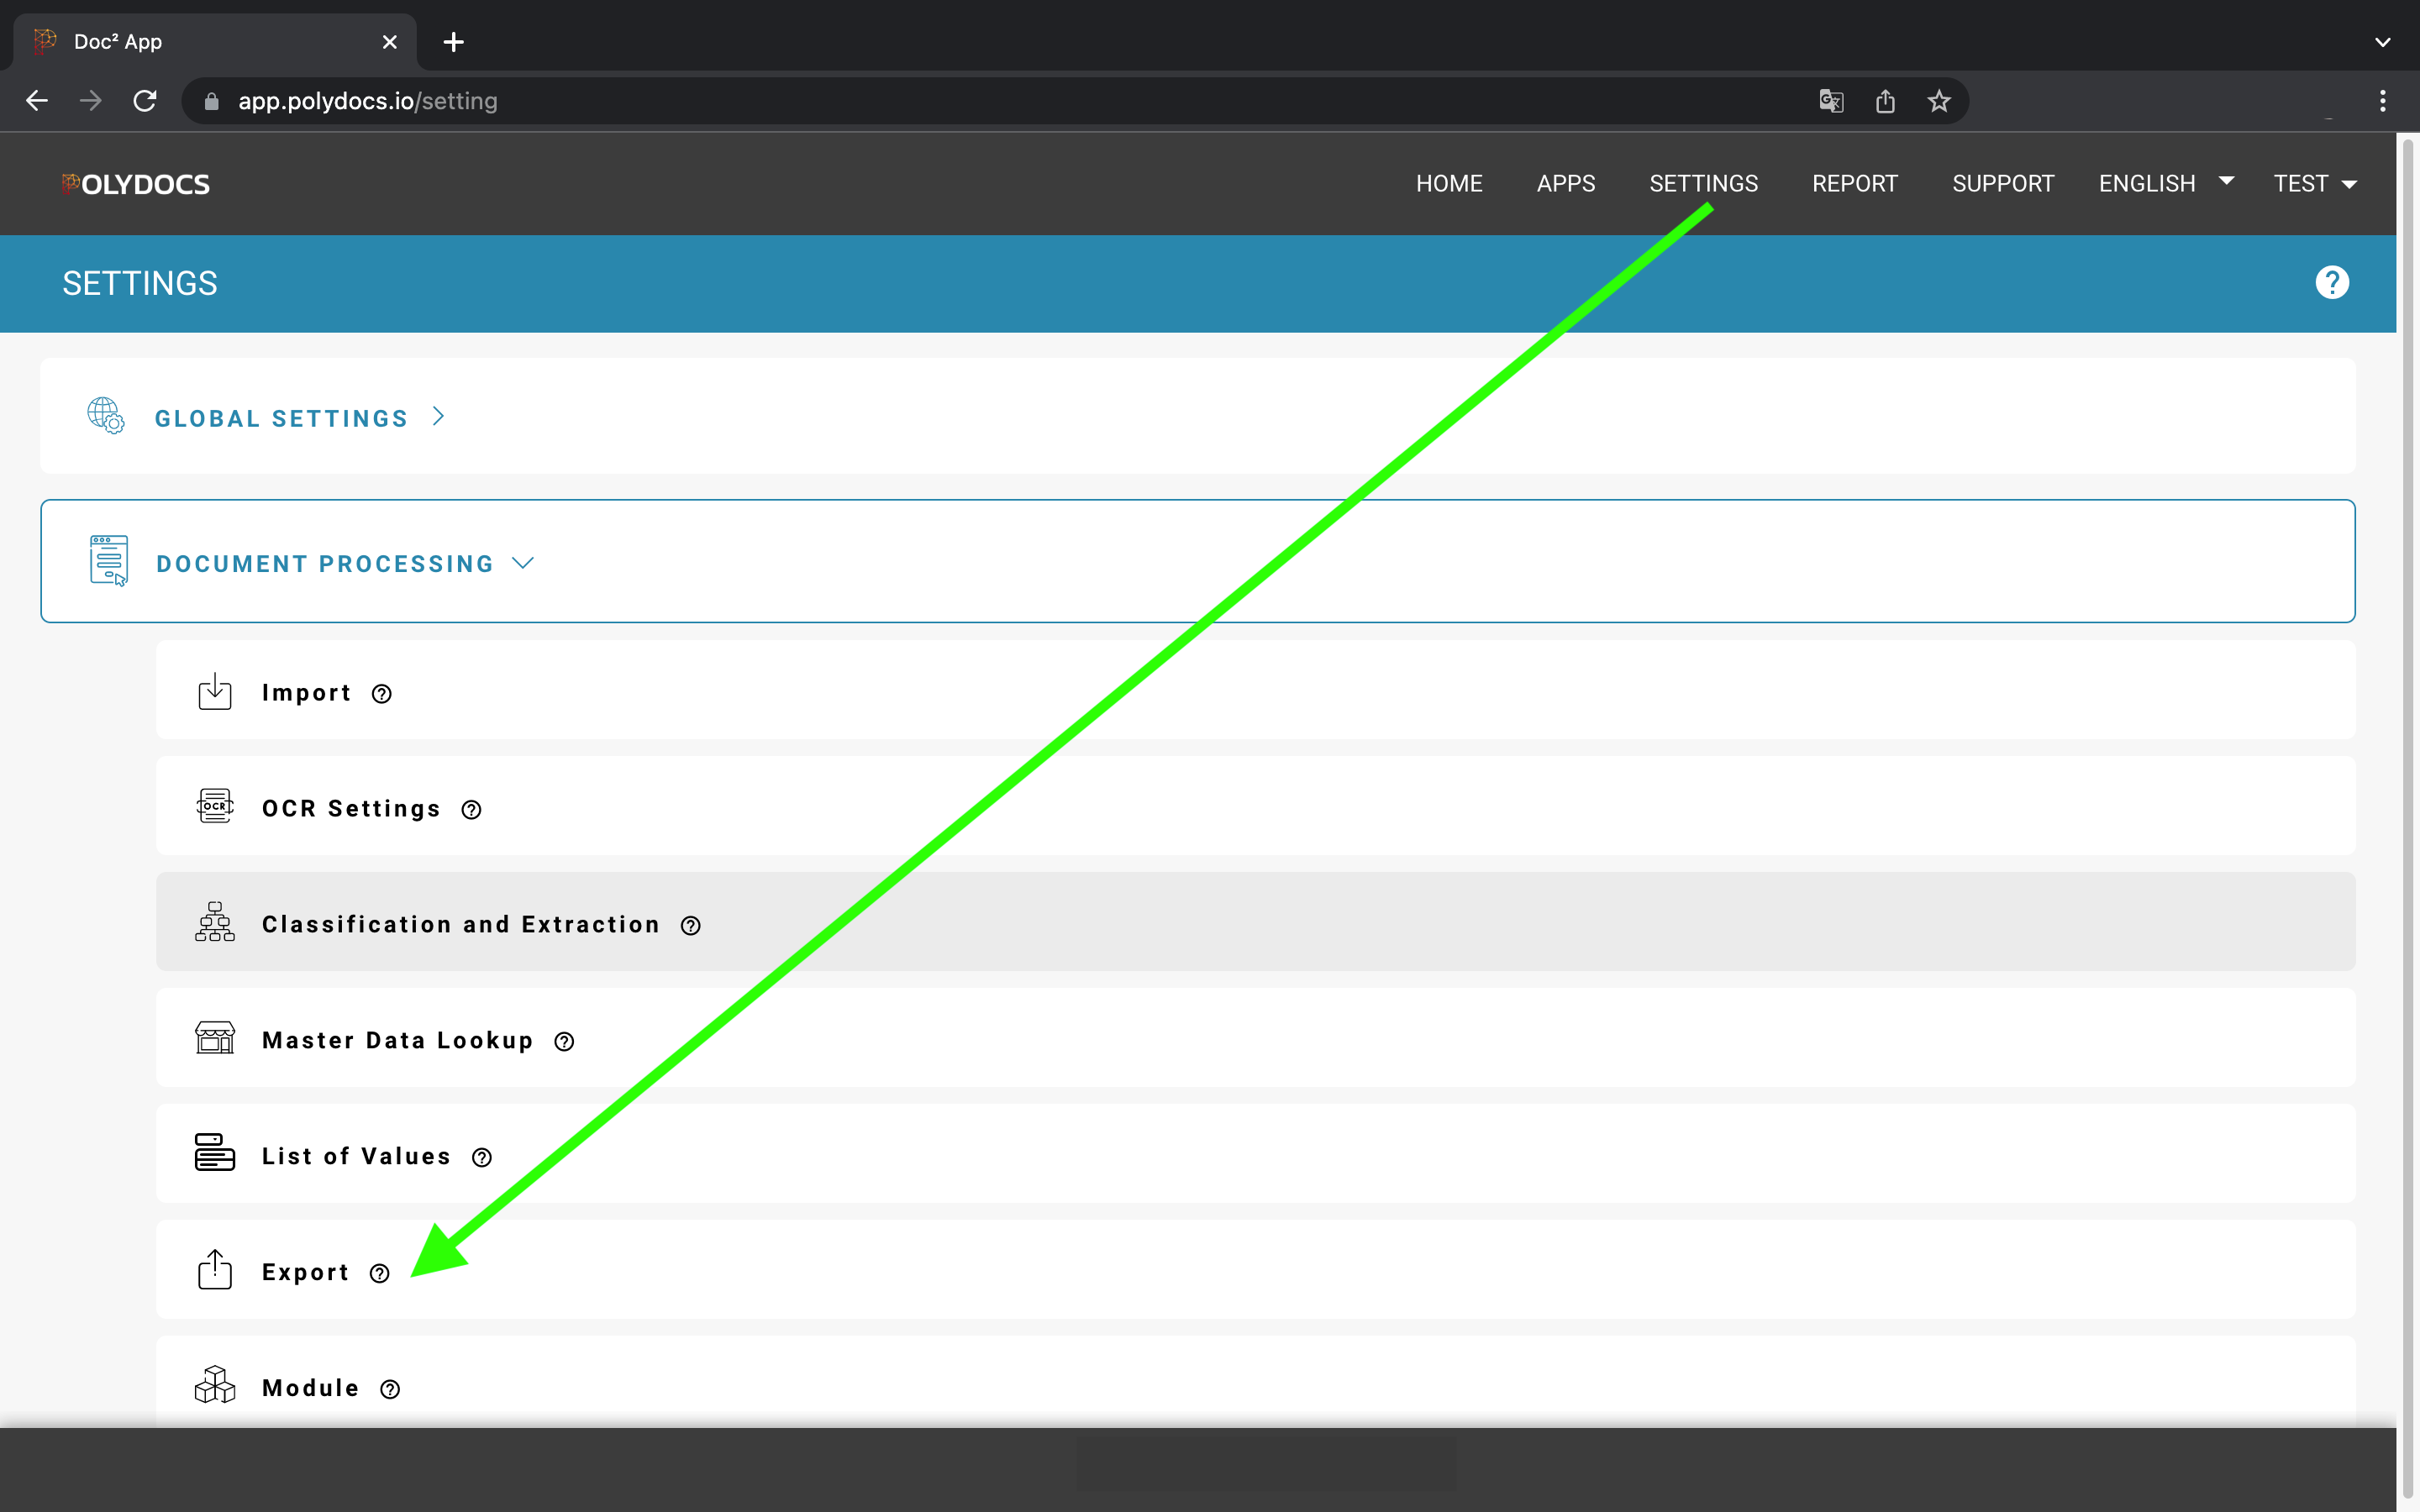 Doc² App
app.polydocs.io/setting
POLYDOCS
HOME APPS SETTINGS REPORT SUPPORT ENGLISH TEST
SETTINGS
?
GLOBAL SETTINGS
DOCUMENT PROCESSING
Import ?
OCR
OCR Settings ?
Classification and Extraction ?
Master Data Lookup ?
List of Values ?
Export ?
Module ?